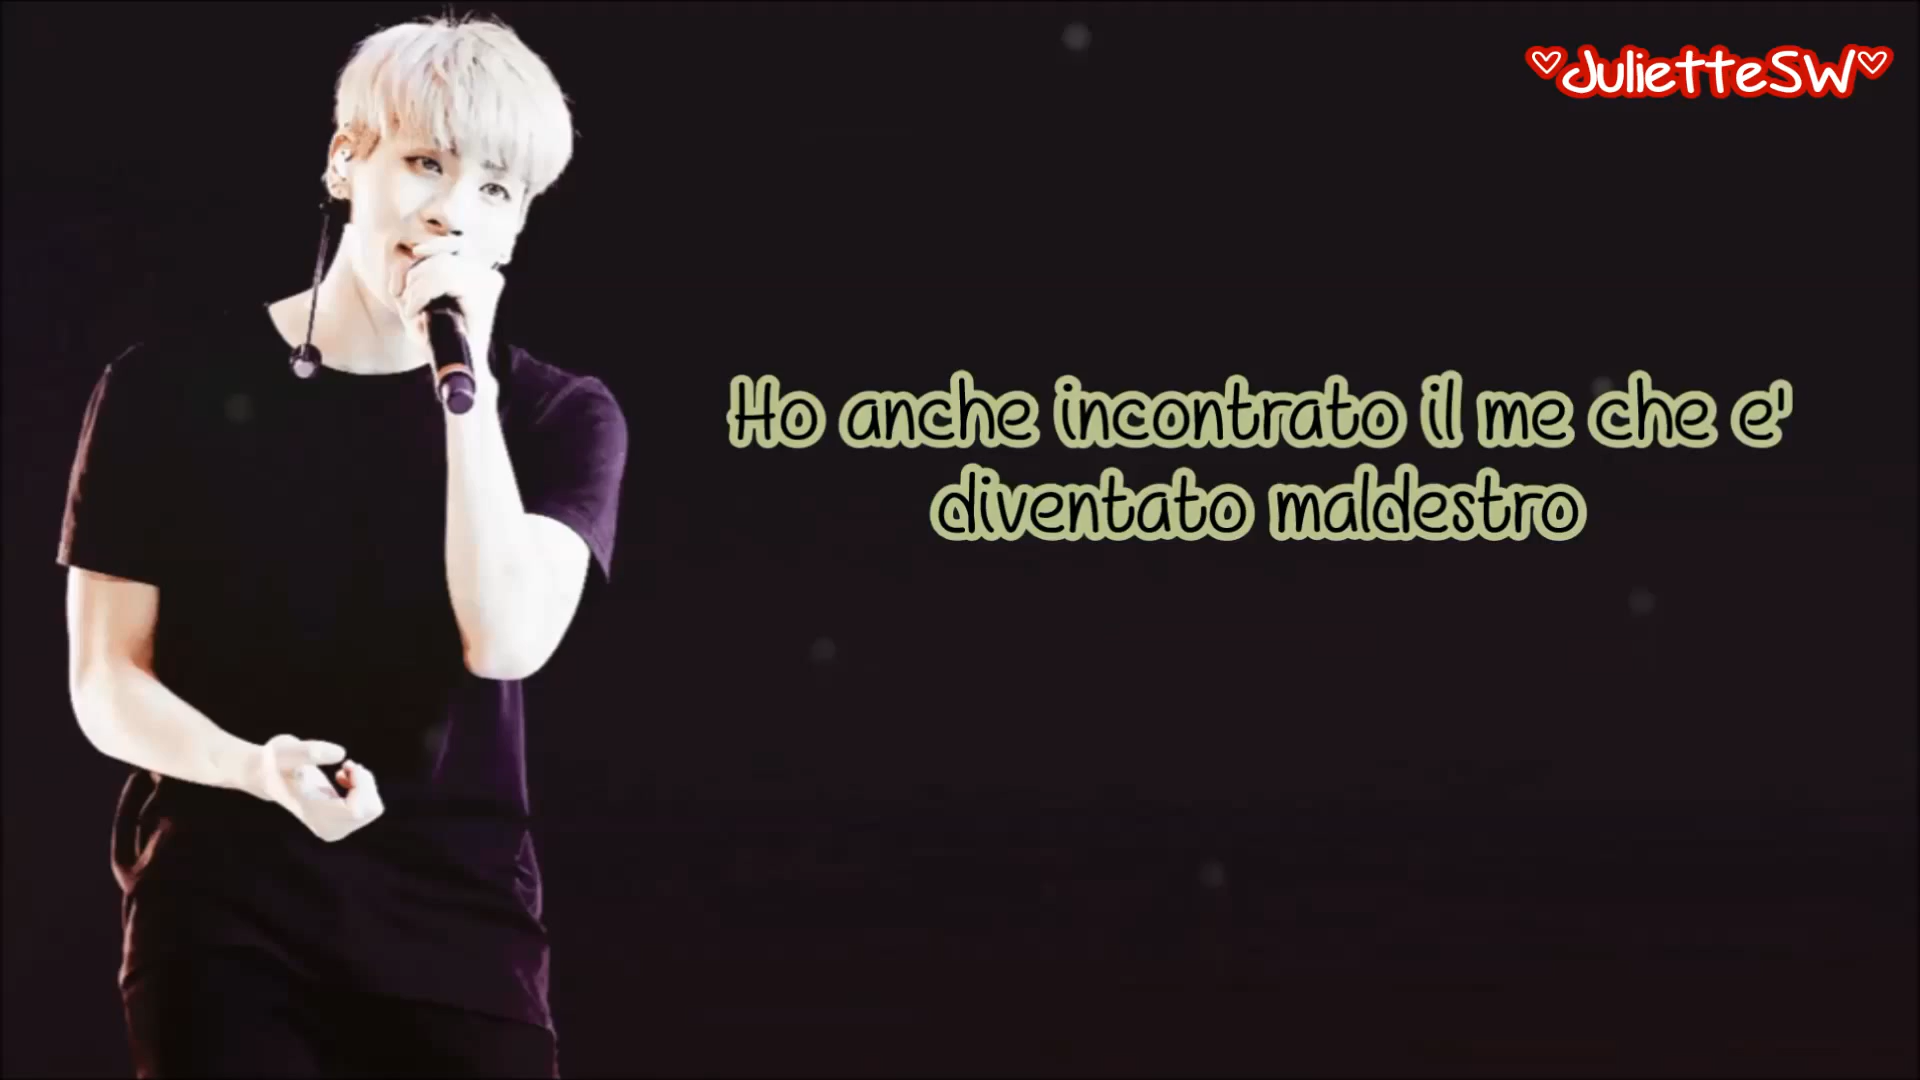 ♡JulietteSW♡
Ho anche incontrato il me che e'
diventato maldestro